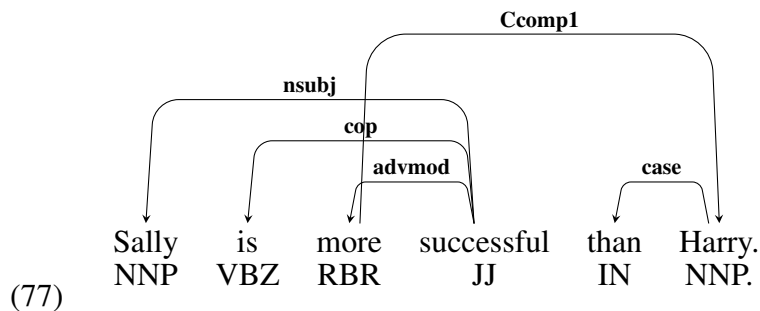 Ccomp1
nsubj
cop
advmod case
Sally is more successful than Harry.
NNP VBZ RBR JJ IN NNP.
(77)